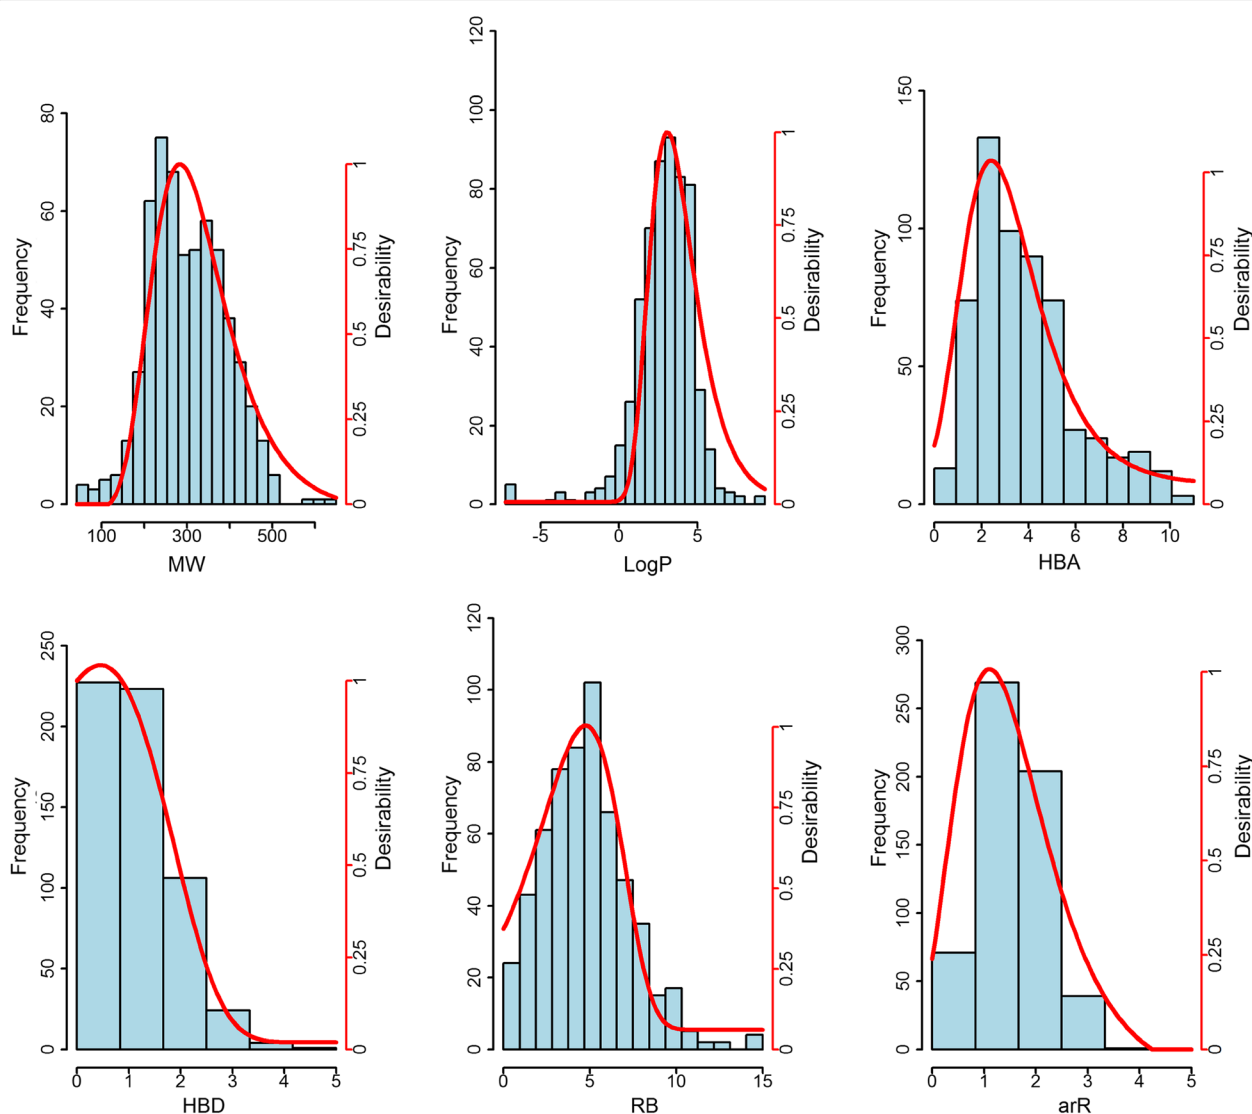 0 20 40 60 80
Frequency
100 300 500
MW
0 0.25 0.5 0.75 1
Desirability
0 20 40 60 80 100 120
Frequency
-5 0 5
LogP
0 0.25 0.5 0.75 1
Desirability
0 50 100 150
Frequency
0 2 4 6 8 10
HBA
0 0.25 0.5 0.75 1
Desirability
0 50 100 150 200 250
Frequency
0 1 2 3 4 5
HBD
0 0.25 0.5 0.75 1
Desirability
0 20 40 60 80 100 120
Frequency
0 5 10 15
RB
0 0.25 0.5 0.75 1
Desirability
0 50 100 150 200 250 300
Frequency
0 1 2 3 4 5
arR
0 0.25 0.5 0.75 1
Desirability